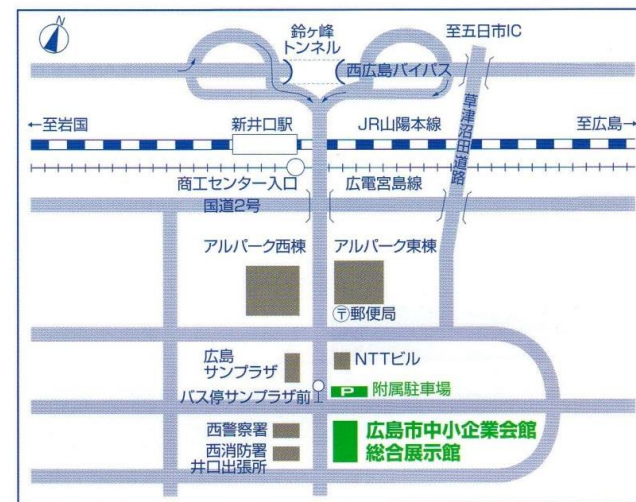 N
鈴ヶ峰
トンネル
至五日市IC
西広島バイパス
草津沼田道路
←至岩国
新井口駅
JR山陽本線
至広島→
商工センター入口
広電宮島線
国道2号
アルパーク西棟
アルパーク東棟
〒郵便局
広島
サンプラザ
NTTビル
バス停サンプラザ前
P
附属駐車場
西警察署
西消防署
井口出張所
広島市中小企業会館
総合展示館